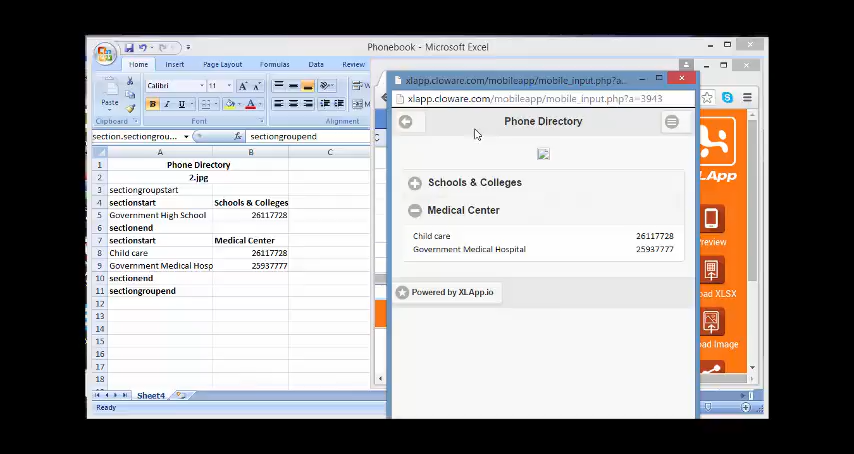 Phonebook - Microsoft Excel
Home Insert Page Layout Formulas Data Review
Calibri 11
Paste
B I U
Clipboard Font Alignment
section.sectiongrou... sectiongroupend
A B C
1 Phone Directory
2 2.jpg
3 sectiongroupstart
4 sectionstart Schools & Colleges
5 Government High School 26117728
6 sectionend
7 sectionstart Medical Center
8 Child care 26117728
9 Government Medical Hosp 25937777
10 sectionend
11 sectiongroupend
12
13
14
15
16
17
18
Sheet4
Ready
xlapp.cloware.com/mobileapp/mobile_input.php?a...
xlapp.cloware.com/mobileapp/mobile_input.php?a=3943
Phone Directory
Schools & Colleges
Medical Center
Child care 26117728
Government Medical Hospital 25937777
Powered by XLApp.io
App
Preview
oad XLSX
oad Image